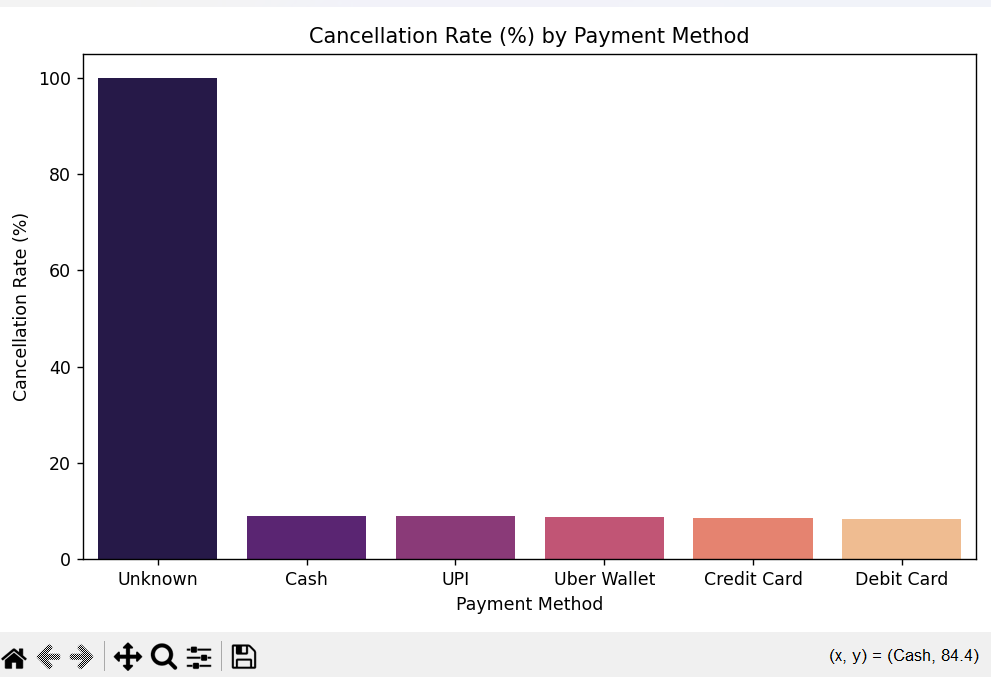 Cancellation Rate (%) by Payment Method
Cancellation Rate (%)
100
80
60
40
20
0
Unknown Cash UPI Uber Wallet Credit Card Debit Card
Payment Method
(x, y) = (Cash, 84.4)